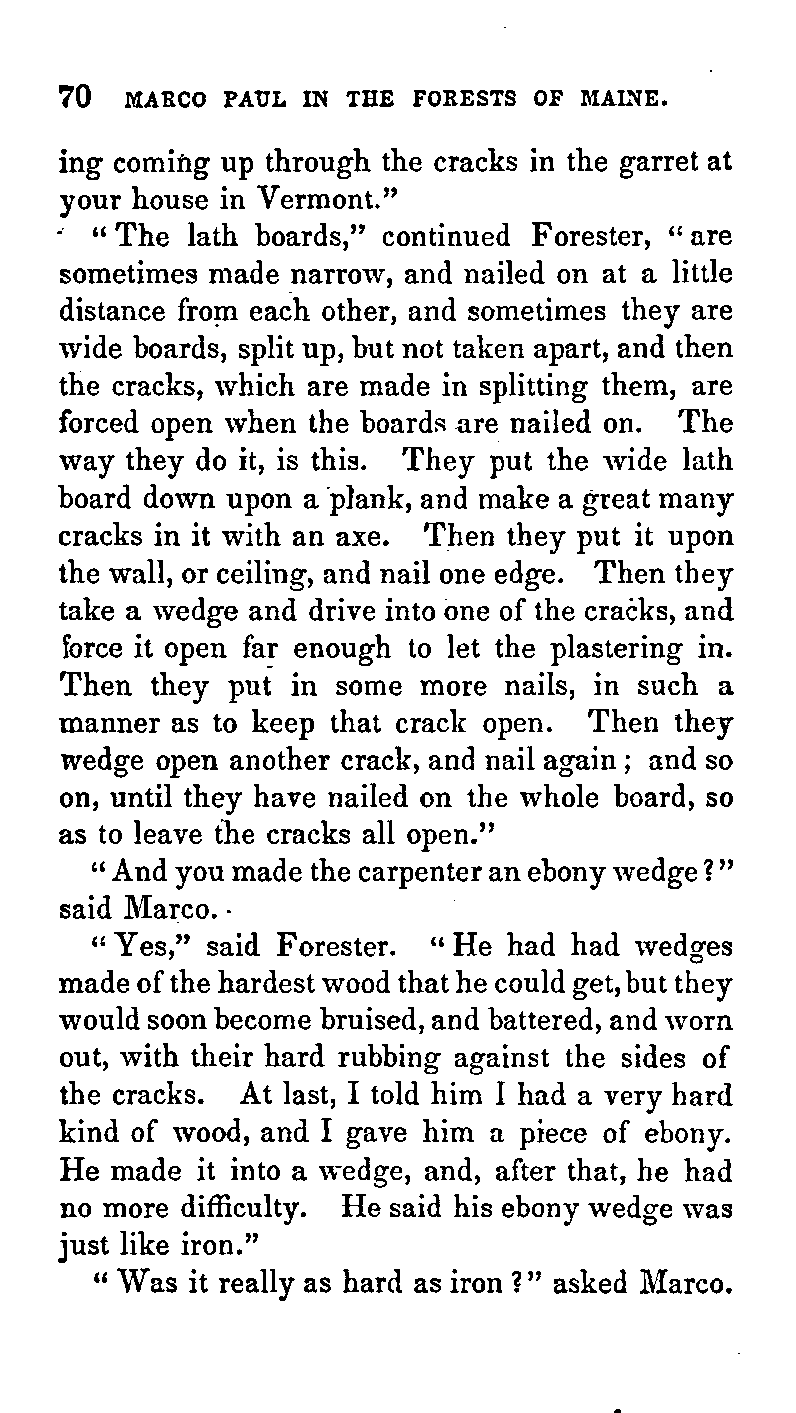 70 MARCO PAUL IN THE FORESTS OF MAINE.
ing coming up through the cracks in the garret at
your house in Vermont.”
“ The lath boards,” continued Forester, “ are
sometimes made narrow, and nailed on at a little
distance from each other, and sometimes they are
wide boards, split up, but not taken apart, and then
the cracks, which are made in splitting them, are
forced open when the boards are nailed on. The
way they do it, is this. They put the wide lath
board down upon a plank, and make a great many
cracks in it with an axe. Then they put it upon
the wall, or ceiling, and nail one edge. Then they
take a wedge and drive into one of the cracks, and
force it open far enough to let the plastering in.
Then they put in some more nails, in such a
manner as to keep that crack open. Then they
wedge open another crack, and nail again ; and so
on, until they have nailed on the whole board, so
as to leave the cracks all open.”
“ And you made the carpenter an ebony wedge ? ”
said Marco.
“ Yes,” said Forester. “ He had had wedges
made of the hardest wood that he could get, but they
would soon become bruised, and battered, and worn
out, with their hard rubbing against the sides of
the cracks. At last, I told him I had a very hard
kind of wood, and I gave him a piece of ebony.
He made it into a wedge, and, after that, he had
no more difficulty. He said his ebony wedge was
just like iron.”
“ Was it really as hard as iron ? ” asked Marco.